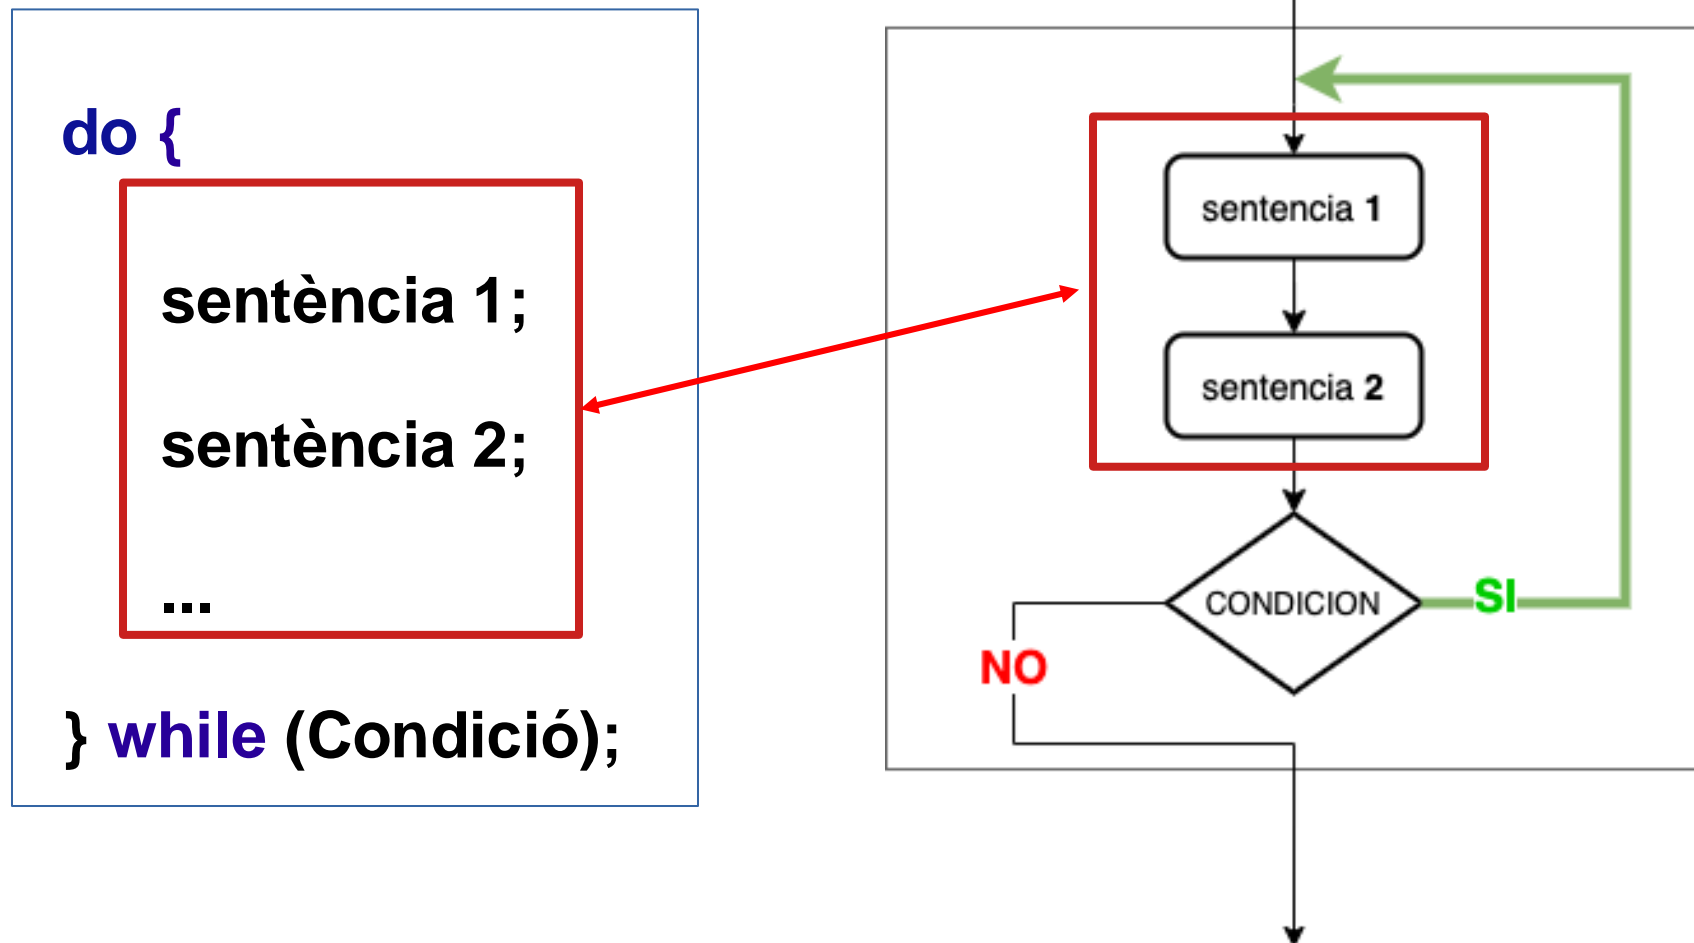 do {
sentència 1;
sentència 2;
...
} while (Condició);
sentencia 1
sentencia 2
CONDICION
SI
NO